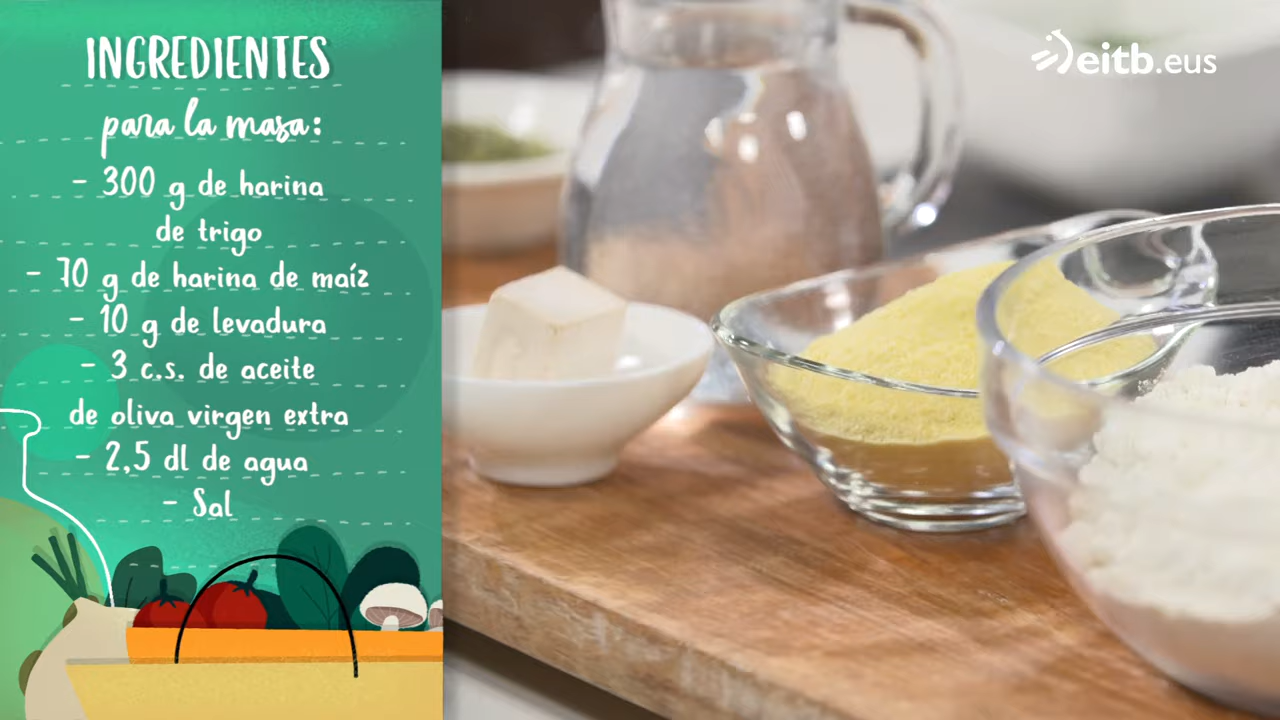 INGREDIENTES
para la masa:
- 300 g de harina
de trigo
- 70 g de harina de maíz
- 10 g de levadura
- 3 c.s. de aceite
de oliva virgen extra
- 2,5 dl de agua
- Sal
eitb.eus